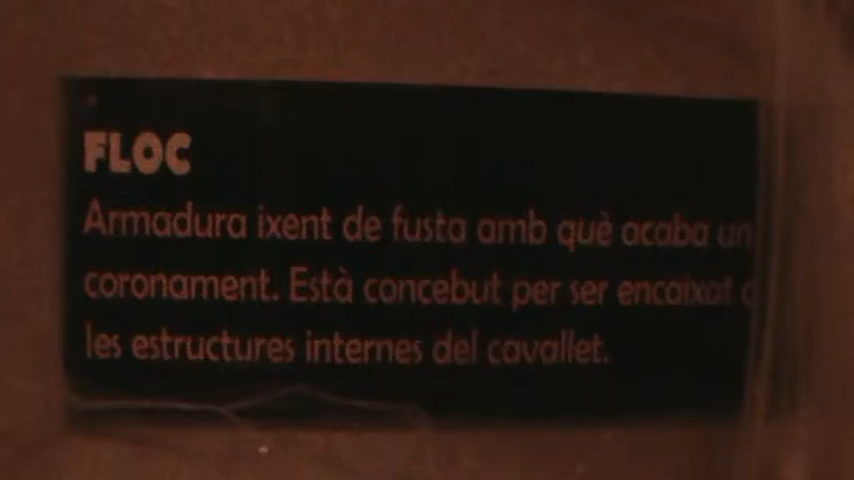 FLOC
Armadura ixent de fusta amb què acaba un
coronament. Està concebut per ser encaixat a
les estructures internes del cavallet.